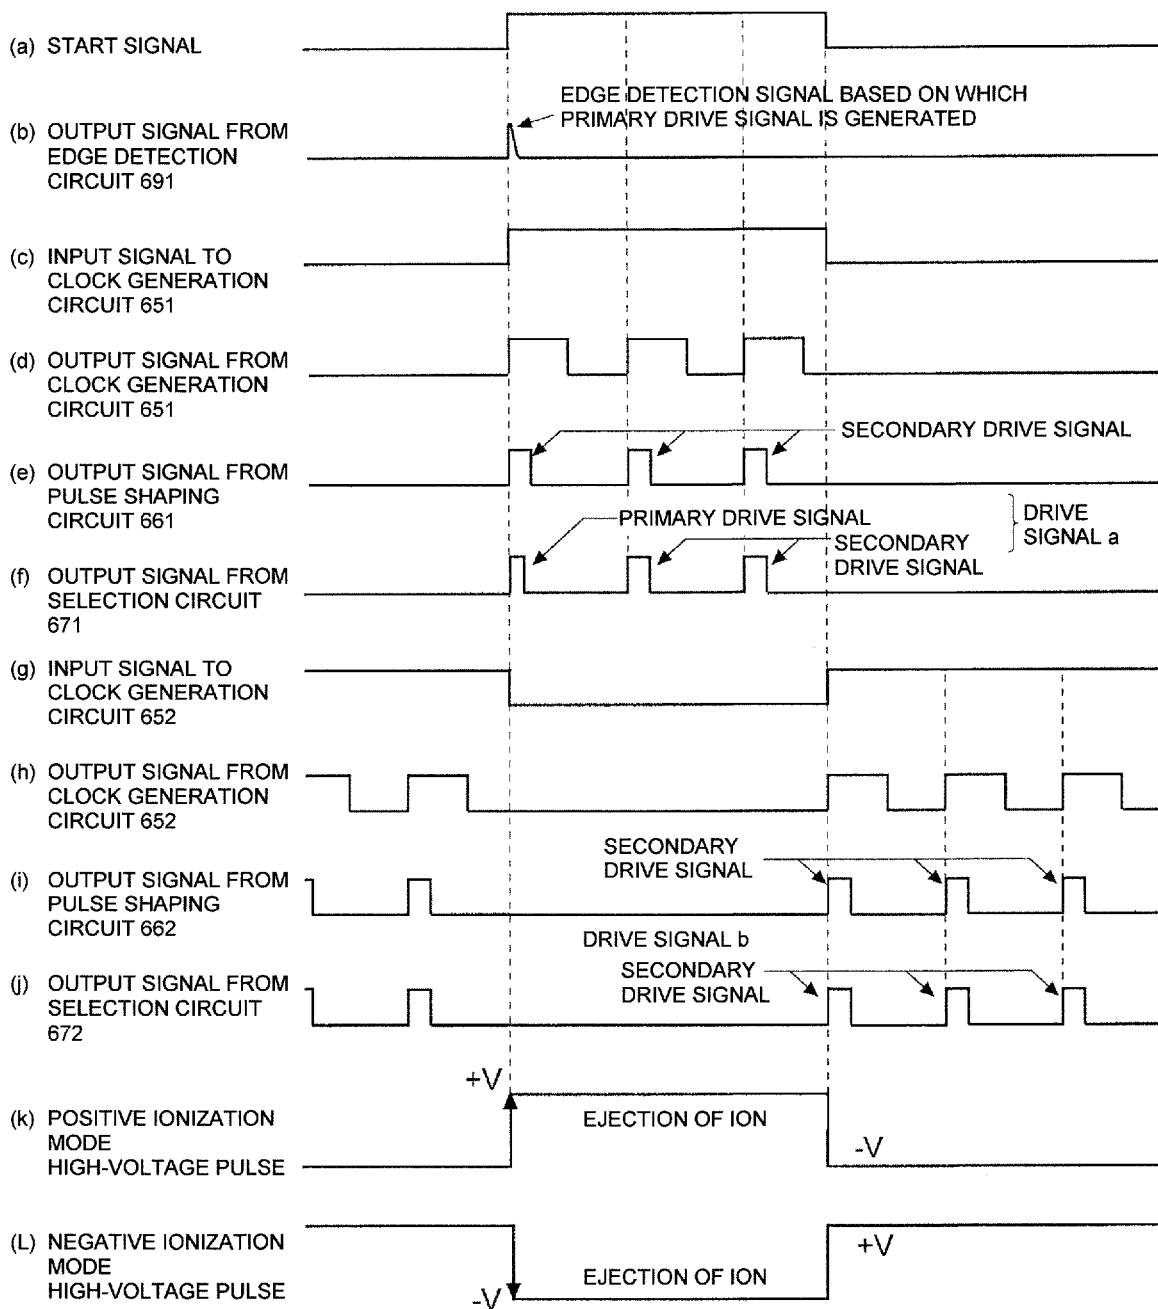 (a) START SIGNAL
EDGE DETECTION SIGNAL BASED ON WHICH
PRIMARY DRIVE SIGNAL IS GENERATED
(b) OUTPUT SIGNAL FROM
EDGE DETECTION
CIRCUIT 691
(c) INPUT SIGNAL TO
CLOCK GENERATION
CIRCUIT 651
(d) OUTPUT SIGNAL FROM
CLOCK GENERATION
CIRCUIT 651
SECONDARY DRIVE SIGNAL
(e) OUTPUT SIGNAL FROM
PULSE SHAPING
CIRCUIT 661
PRIMARY DRIVE SIGNAL
SECONDARY
DRIVE SIGNAL
DRIVE
SIGNAL a
(f) OUTPUT SIGNAL FROM
SELECTION CIRCUIT
671
(g) INPUT SIGNAL TO
CLOCK GENERATION
CIRCUIT 652
(h) OUTPUT SIGNAL FROM
CLOCK GENERATION
CIRCUIT 652
SECONDARY
DRIVE SIGNAL
(i) OUTPUT SIGNAL FROM
PULSE SHAPING
CIRCUIT 662
DRIVE SIGNAL b
SECONDARY
DRIVE SIGNAL
(j) OUTPUT SIGNAL FROM
SELECTION CIRCUIT
672
+V
(k) POSITIVE IONIZATION
MODE
HIGH-VOLTAGE PULSE
EJECTION OF ION
-V
(L) NEGATIVE IONIZATION
MODE
HIGH-VOLTAGE PULSE
+V
EJECTION OF ION
-V